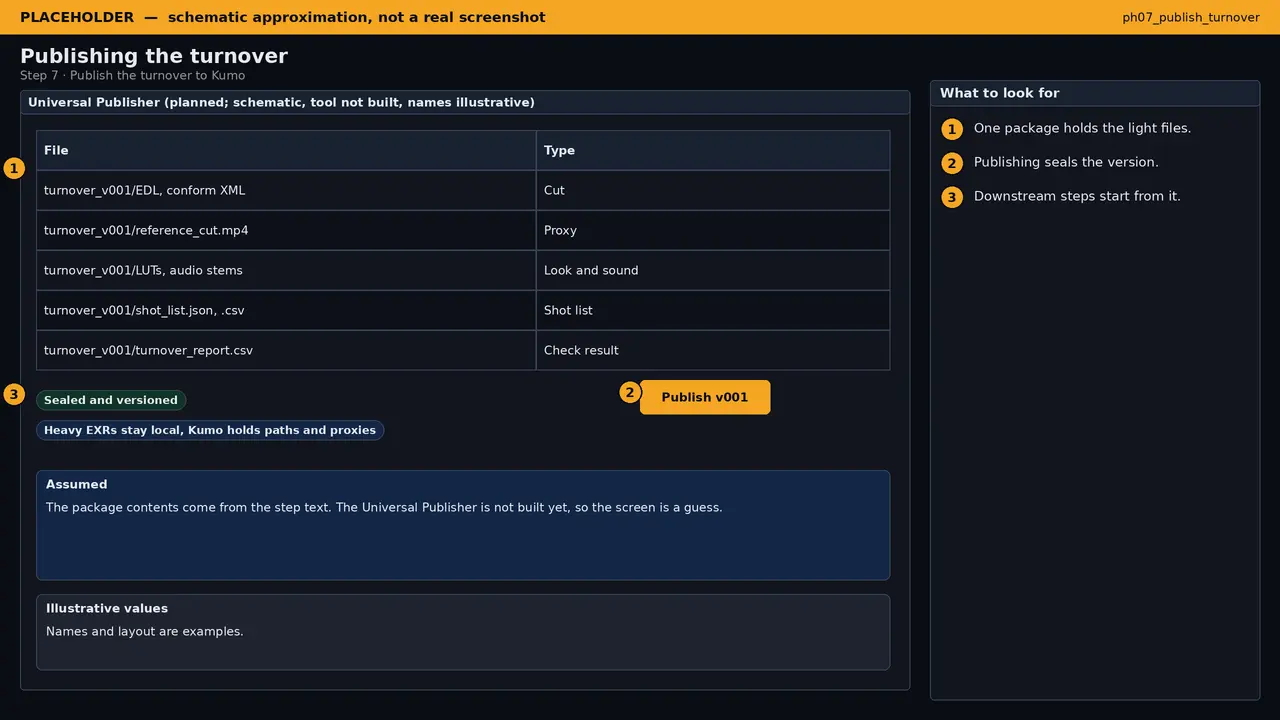 PLACEHOLDER — schematic approximation, not a real screenshot
ph07_publish_turnover
Publishing the turnover
Step 7 · Publish the turnover to Kumo
Universal Publisher (planned; schematic, tool not built, names illustrative)
File
Type
1
turnover_v001/EDL, conform XML
Cut
turnover_v001/reference_cut.mp4
Proxy
turnover_v001/LUTs, audio stems
Look and sound
turnover_v001/shot_list.json, .csv
Shot list
turnover_v001/turnover_report.csv
Check result
3
Sealed and versioned
2
Publish v001
Heavy EXRs stay local, Kumo holds paths and proxies
Assumed
The package contents come from the step text. The Universal Publisher is not built yet, so the screen is a guess.
Illustrative values
Names and layout are examples.
What to look for
1 One package holds the light files.
2 Publishing seals the version.
3 Downstream steps start from it.